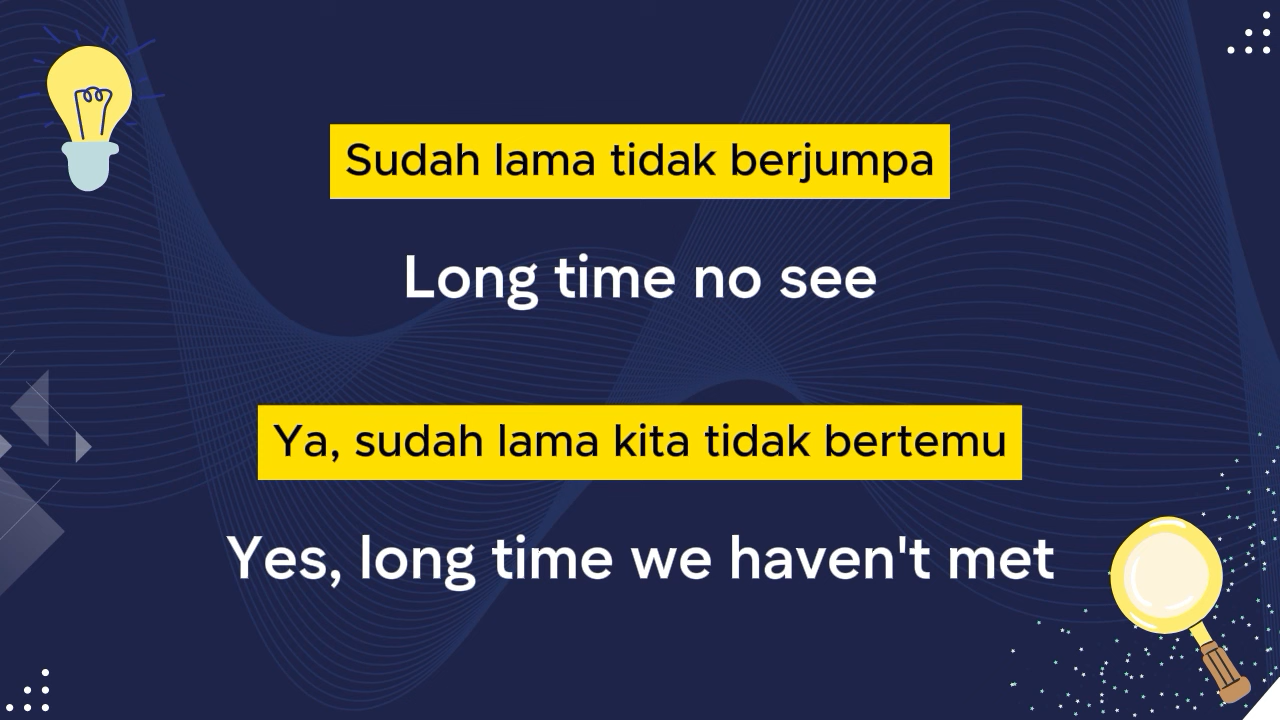 Sudah lama tidak berjumpa
Long time no see
Ya, sudah lama kita tidak bertemu
Yes, long time we haven't met